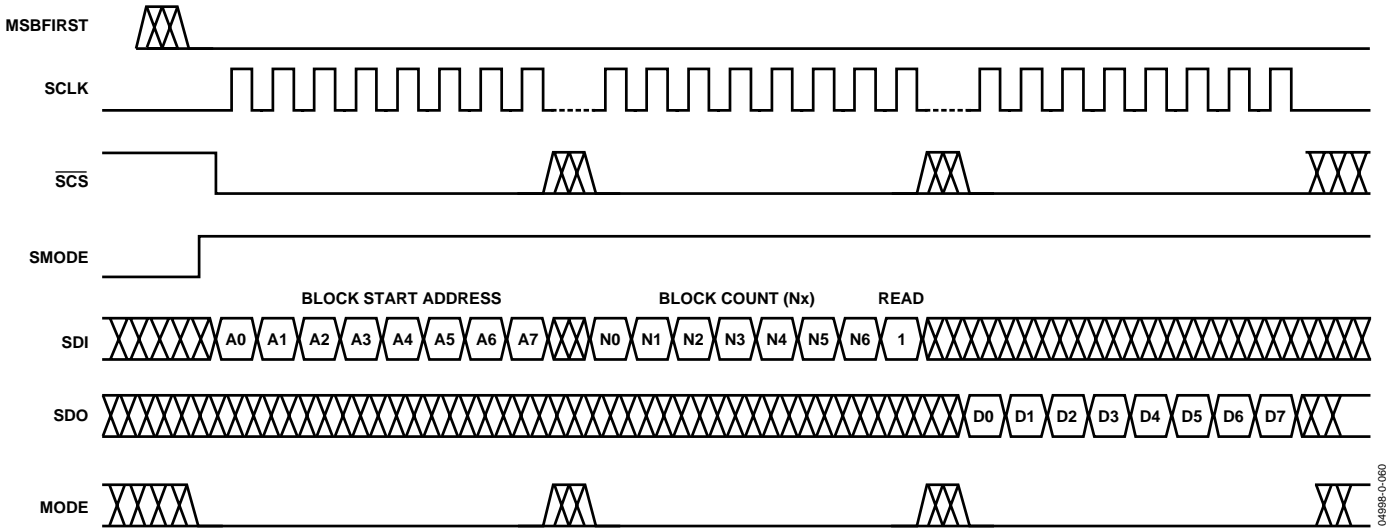 MSBFIRST
SCLK
SCS
SMODE
BLOCK START ADDRESS BLOCK COUNT (Nx) READ
SDI A0 A1 A2 A3 A4 A5 A6 A7 N0 N1 N2 N3 N4 N5 N6 1
SDO D0 D1 D2 D3 D4 D5 D6 D7
MODE
04998-0-060